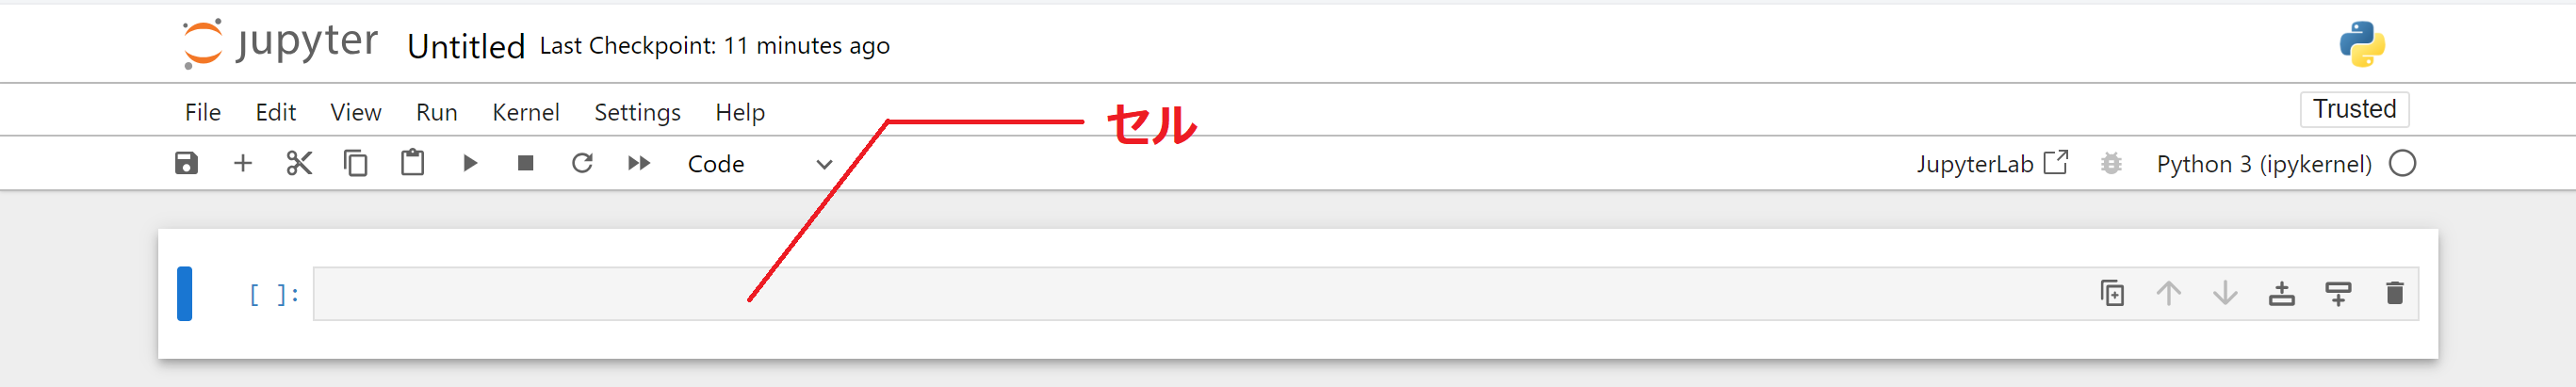 jupyter Untitled Last Checkpoint: 11 minutes ago
File Edit View Run Kernel Settings Help
セル
Trusted
Code
JupyterLab
Python 3 (ipykernel)
[ ]: